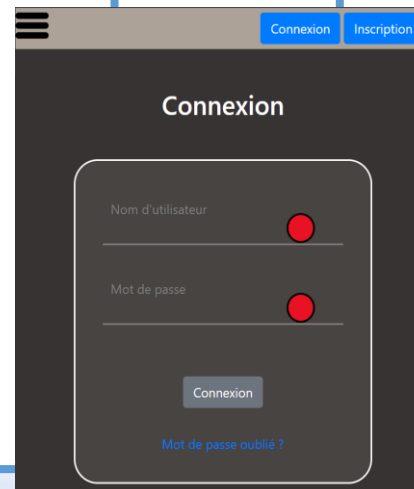 Connexion Inscription
Connexion
Nom d'utilisateur
Mot de passe
Connexion
Mot de passe oublié ?